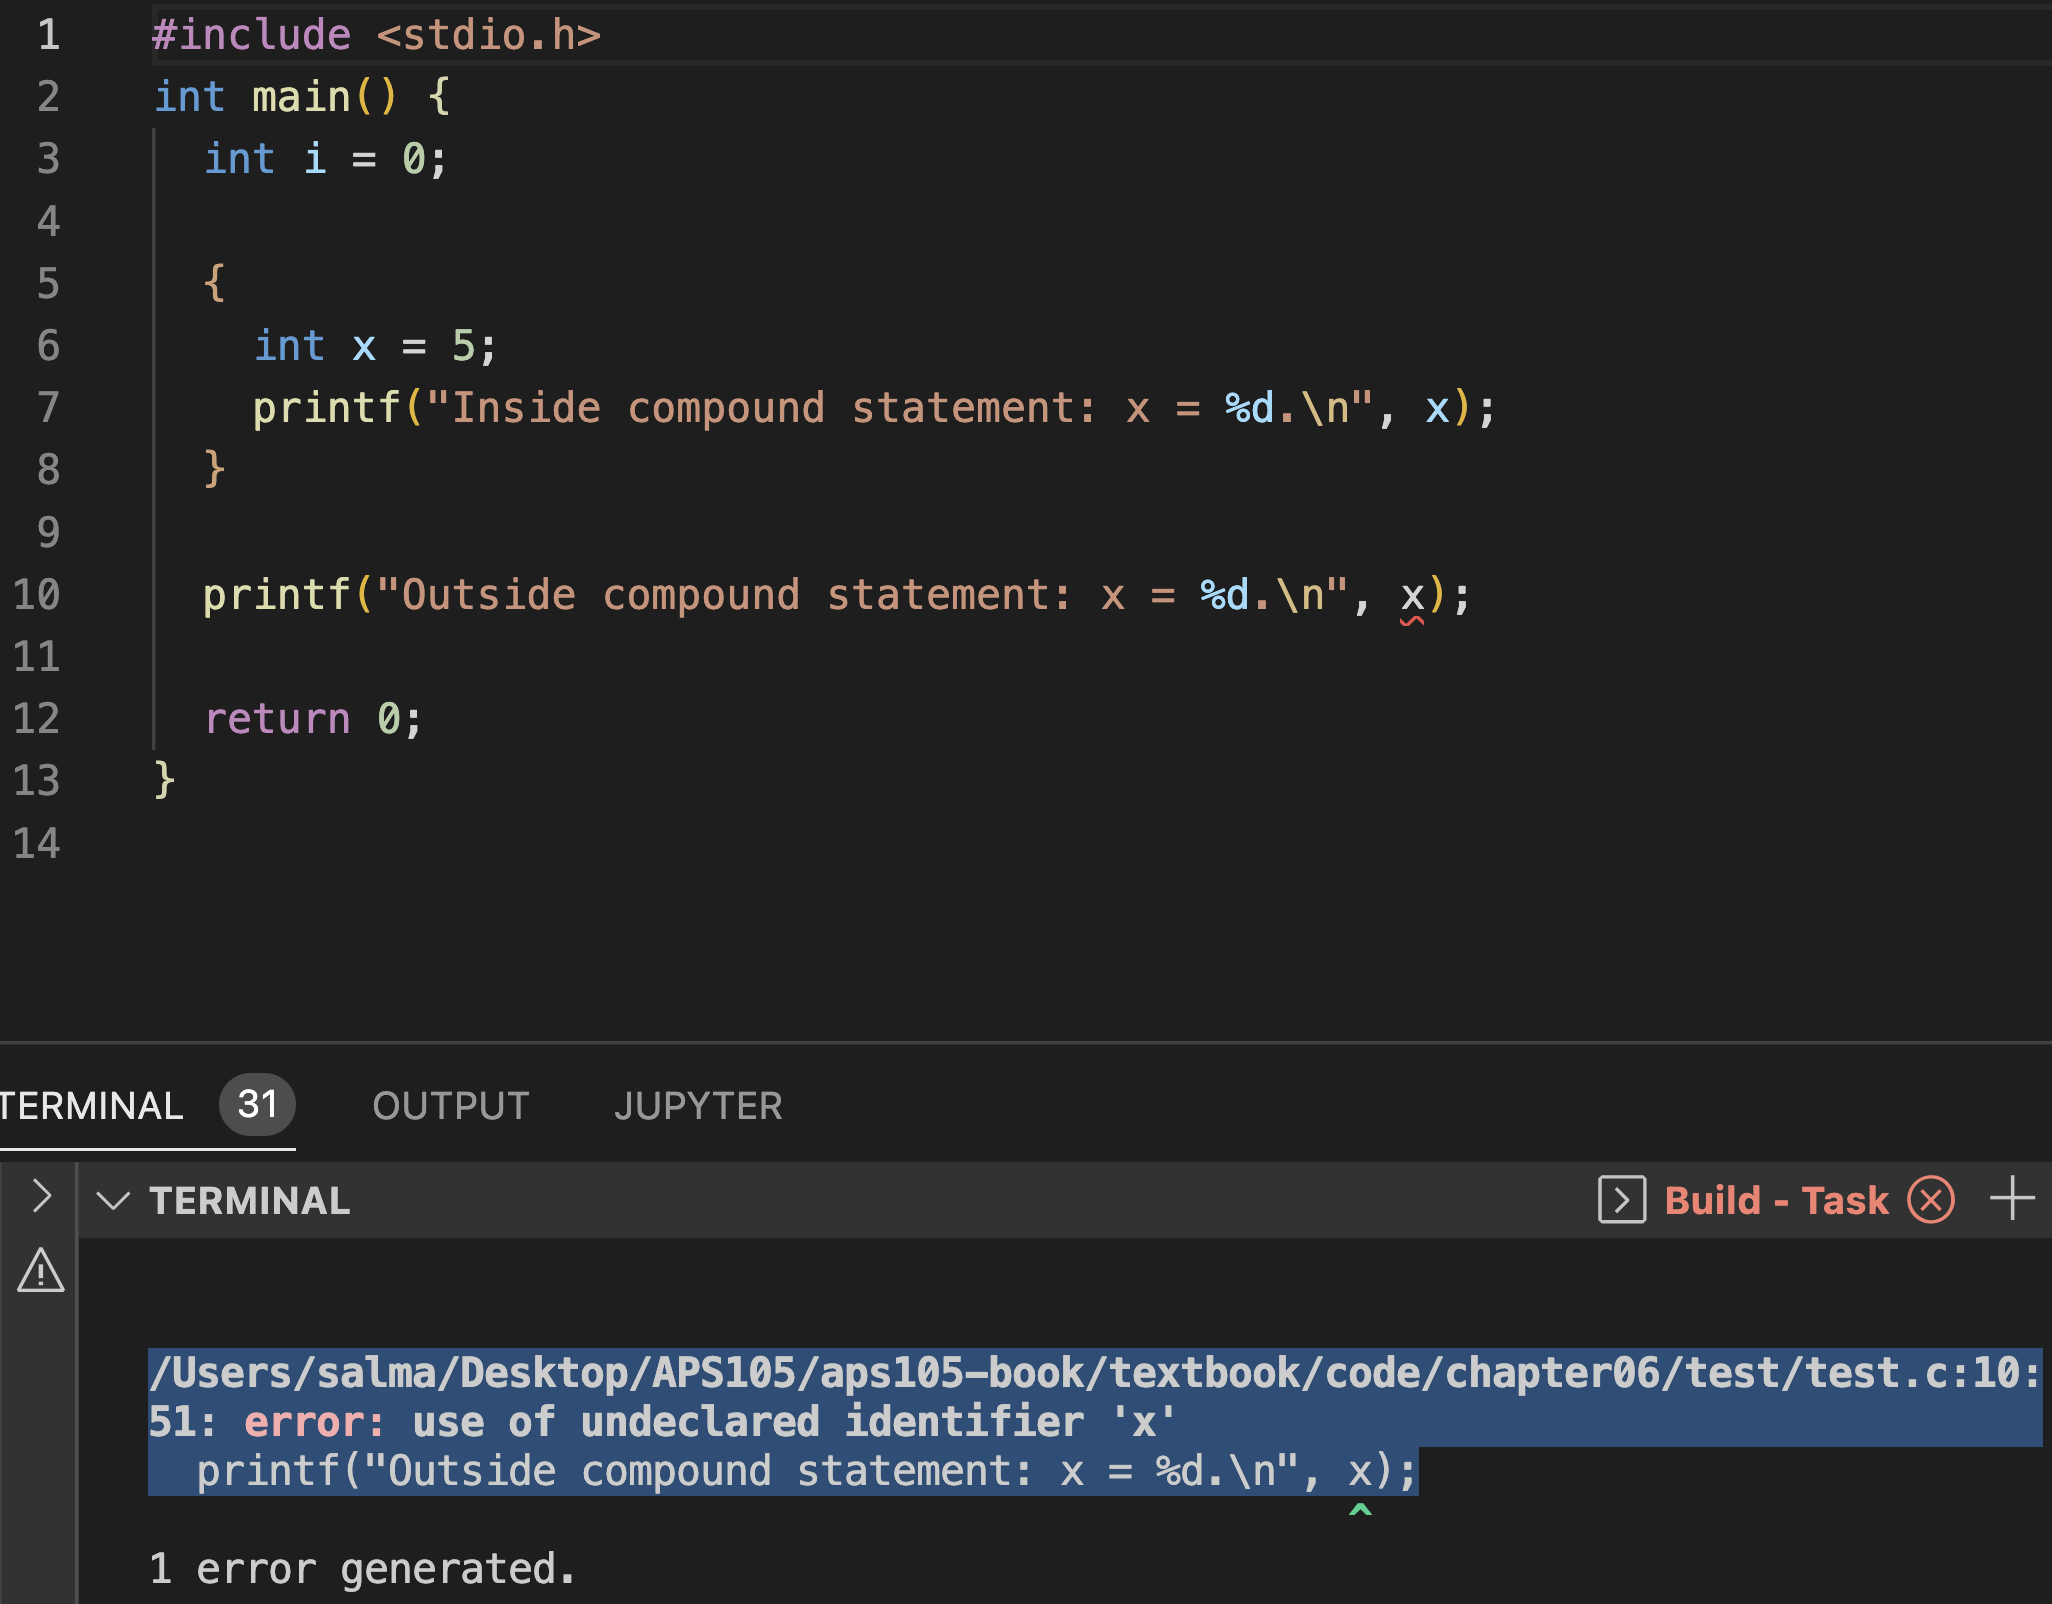 1 #include <stdio.h>
2 int main() {
3   int i = 0;
4
5   {
6     int x = 5;
7     printf("Inside compound statement: x = %d.\n", x);
8   }
9
10   printf("Outside compound statement: x = %d.\n", x);
11
12   return 0;
13 }
14
TERMINAL 31 OUTPUT JUPYTER
TERMINAL Build - Task
/Users/salma/Desktop/APS105/aps105-book/textbook/code/chapter06/test/test.c:10:
51: error: use of undeclared identifier 'x'
  printf("Outside compound statement: x = %d.\n", x);
^
1 error generated.